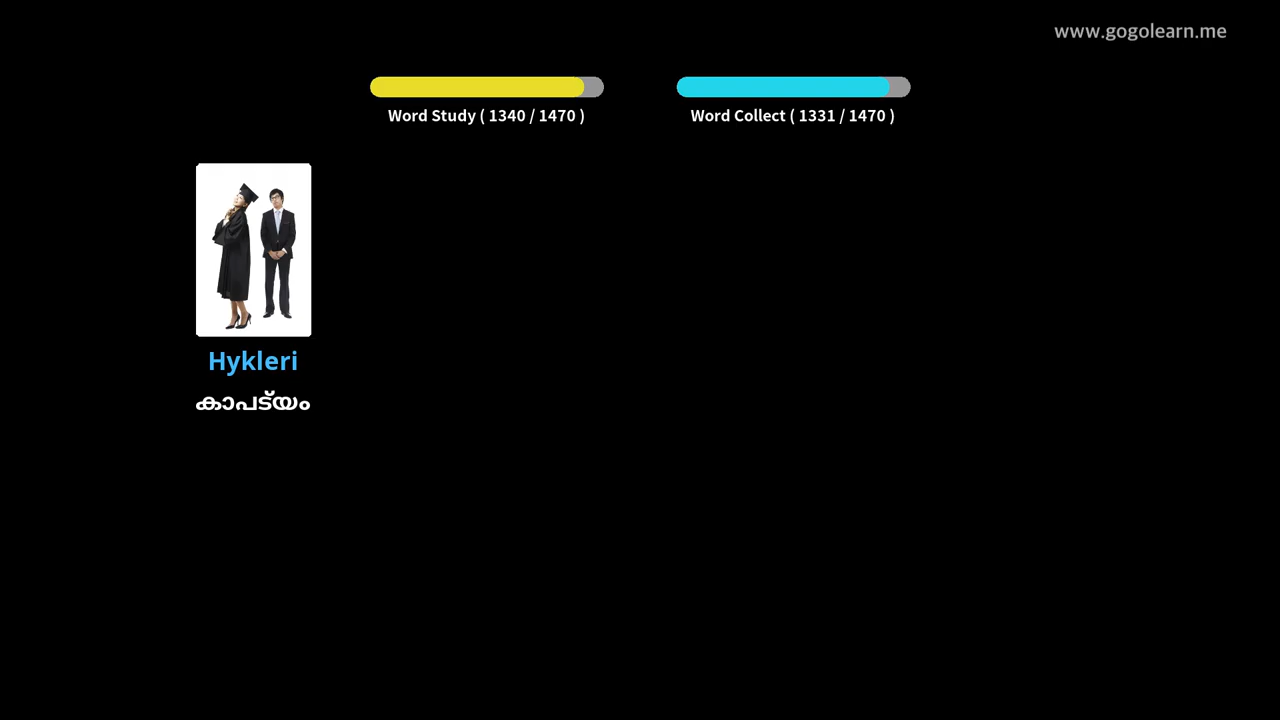 www.gogolearn.me
Word Study ( 1340 / 1470 )
Word Collect ( 1331 / 1470 )
Hykleri
കാപട്യം